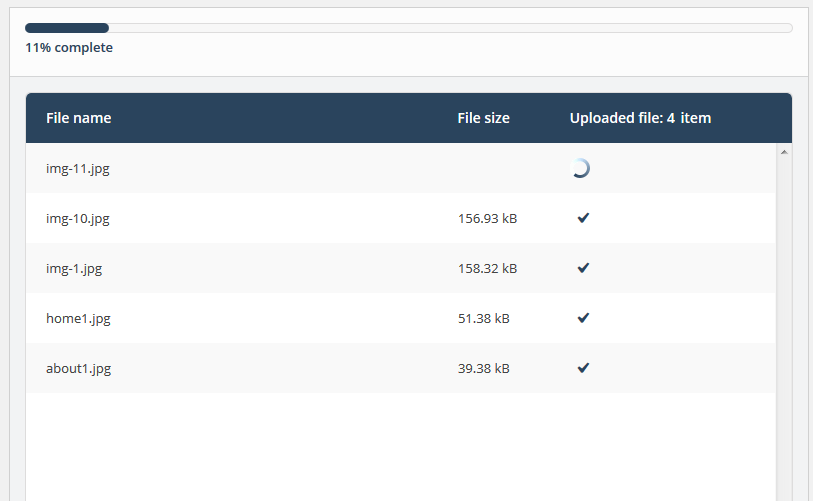 11% complete
File name File size Uploaded file: 4 item
img-11.jpg
img-10.jpg 156.93 kB
img-1.jpg 158.32 kB
home1.jpg 51.38 kB
about1.jpg 39.38 kB